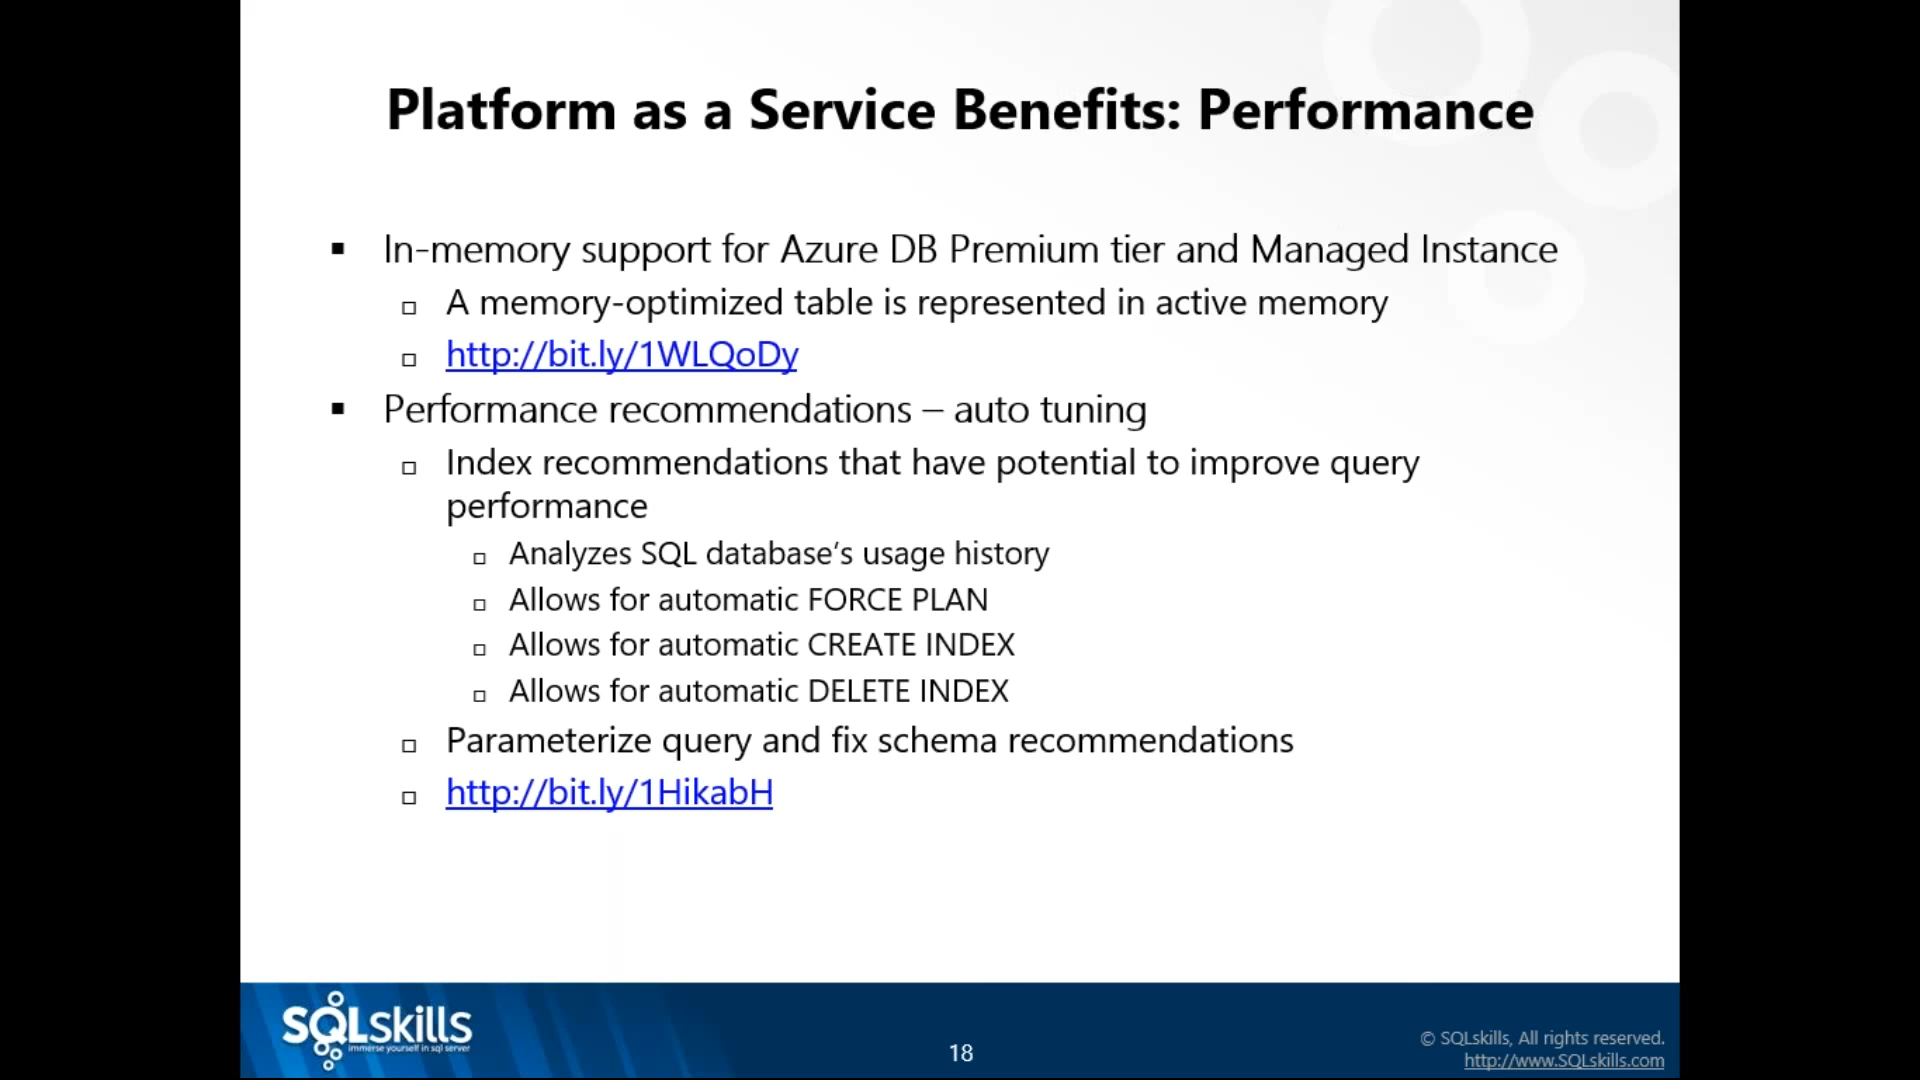 Platform as a Service Benefits: Performance
In-memory support for Azure DB Premium tier and Managed Instance
A memory-optimized table is represented in active memory
http://bit.ly/1WLQoDy
Performance recommendations – auto tuning
Index recommendations that have potential to improve query
performance
Analyzes SQL database’s usage history
Allows for automatic FORCE PLAN
Allows for automatic CREATE INDEX
Allows for automatic DELETE INDEX
Parameterize query and fix schema recommendations
http://bit.ly/1HikabH
SQLskills
immerse yourself in sql server
18
© SQLskills, All rights reserved.
http://www.SQLskills.com